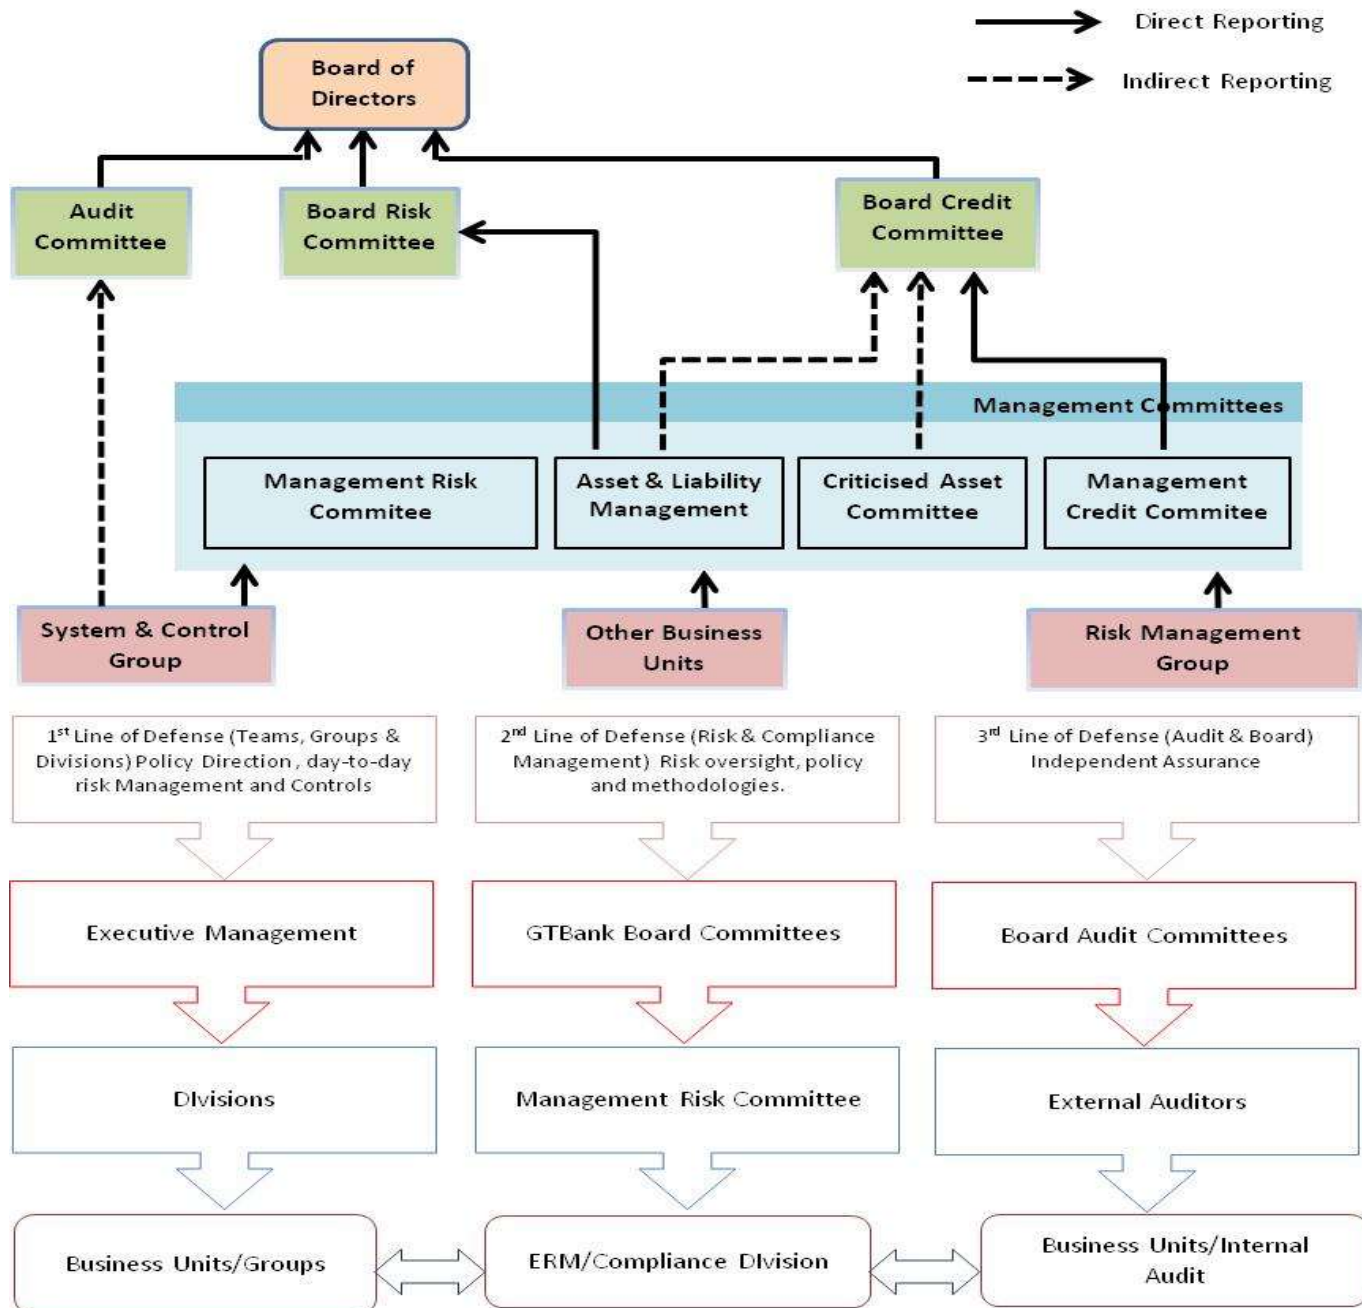 Direct Reporting
Indirect Reporting
Board of
Directors
Audit
Committee
Board Risk
Committee
Board Credit
Committee
Management Committees
Management Risk
Commitee
Asset & Liability
Management
Criticised Asset
Committee
Management
Credit Commitee
System & Control
Group
Other Business
Units
Risk Management
Group
1st Line of Defense (Teams, Groups &
Divisions) Policy Direction , day-to-day
risk Management and Controls
2nd Line of Defense (Risk & Compliance
Management) Risk oversight, policy
and methodologies.
3rd Line of Defense (Audit & Board)
Independent Assurance
Executive Management
GTBank Board Committees
Board Audit Committees
DIvisions
Management Risk Committee
External Auditors
Business Units/Groups
ERM/Compliance DIvision
Business Units/Internal
Audit